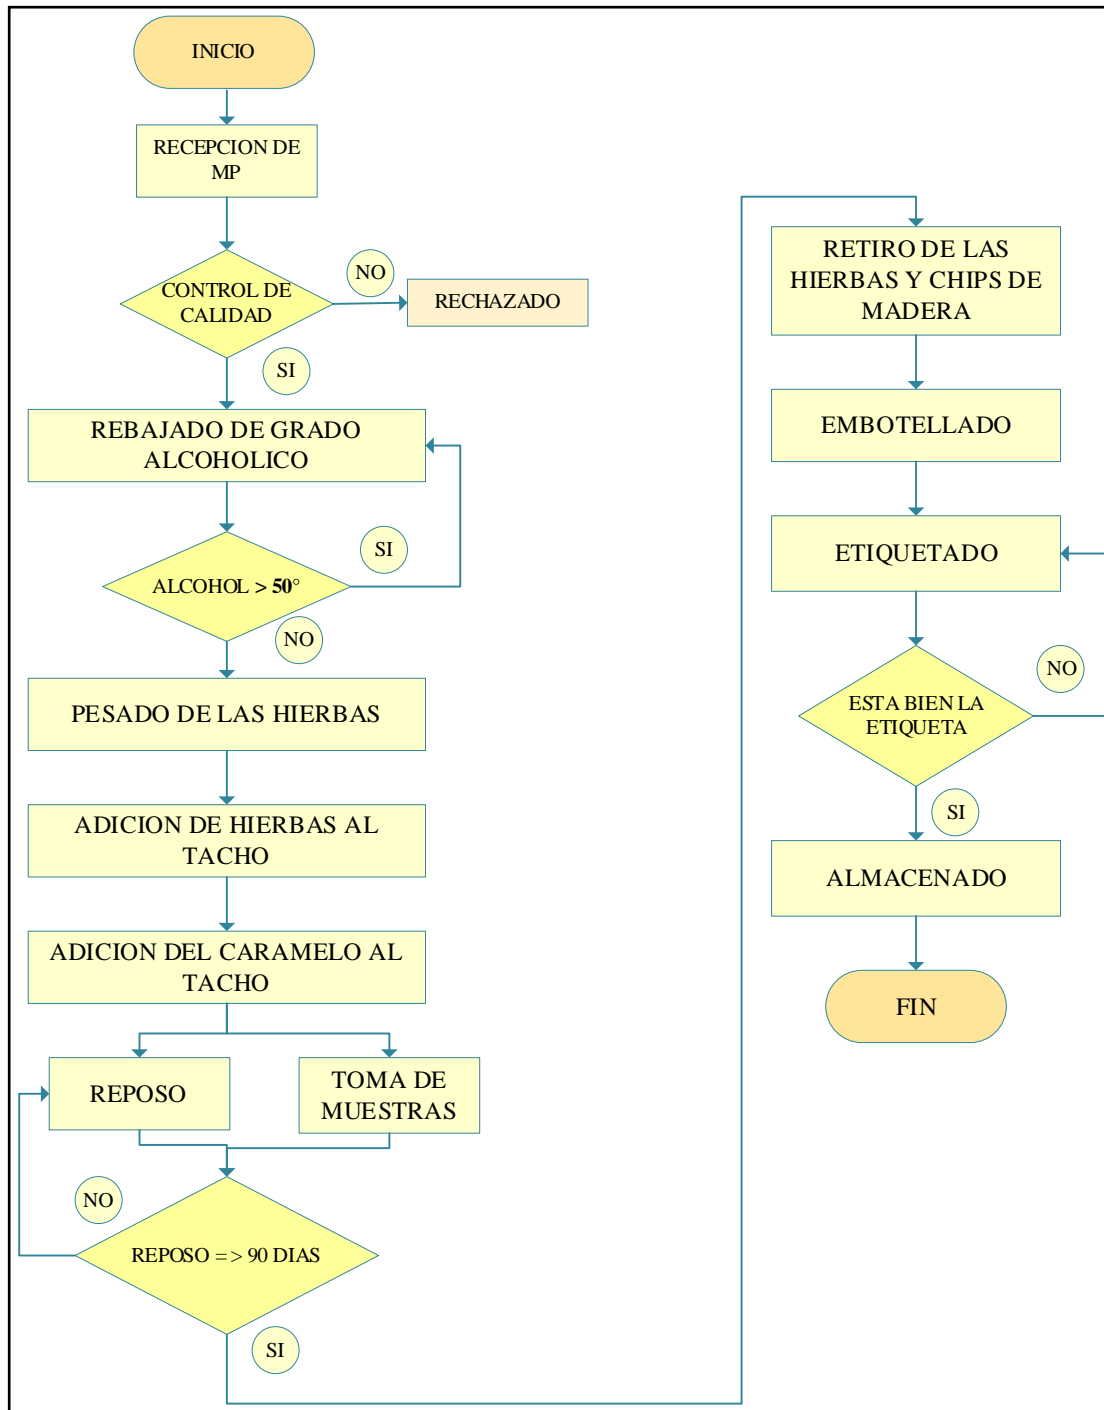 INICIO
RECEPCION DE
MP
CONTROL DE
CALIDAD
NO
RECHAZADO
SI
REBAJADO DE GRADO
ALCOHOLICO
SI
ALCOHOL > 50°
NO
PESADO DE LAS HIERBAS
ADICION DE HIERBAS AL
TACHO
ADICION DEL CARAMELO AL
TACHO
REPOSO
TOMA DE
MUESTRAS
NO
REPOSO = > 90 DIAS
SI
RETIRO DE LAS
HIERBAS Y CHIPS DE
MADERA
EMBOTELLADO
ETIQUETADO
ESTA BIEN LA
ETIQUETA
NO
SI
ALMACENADO
FIN